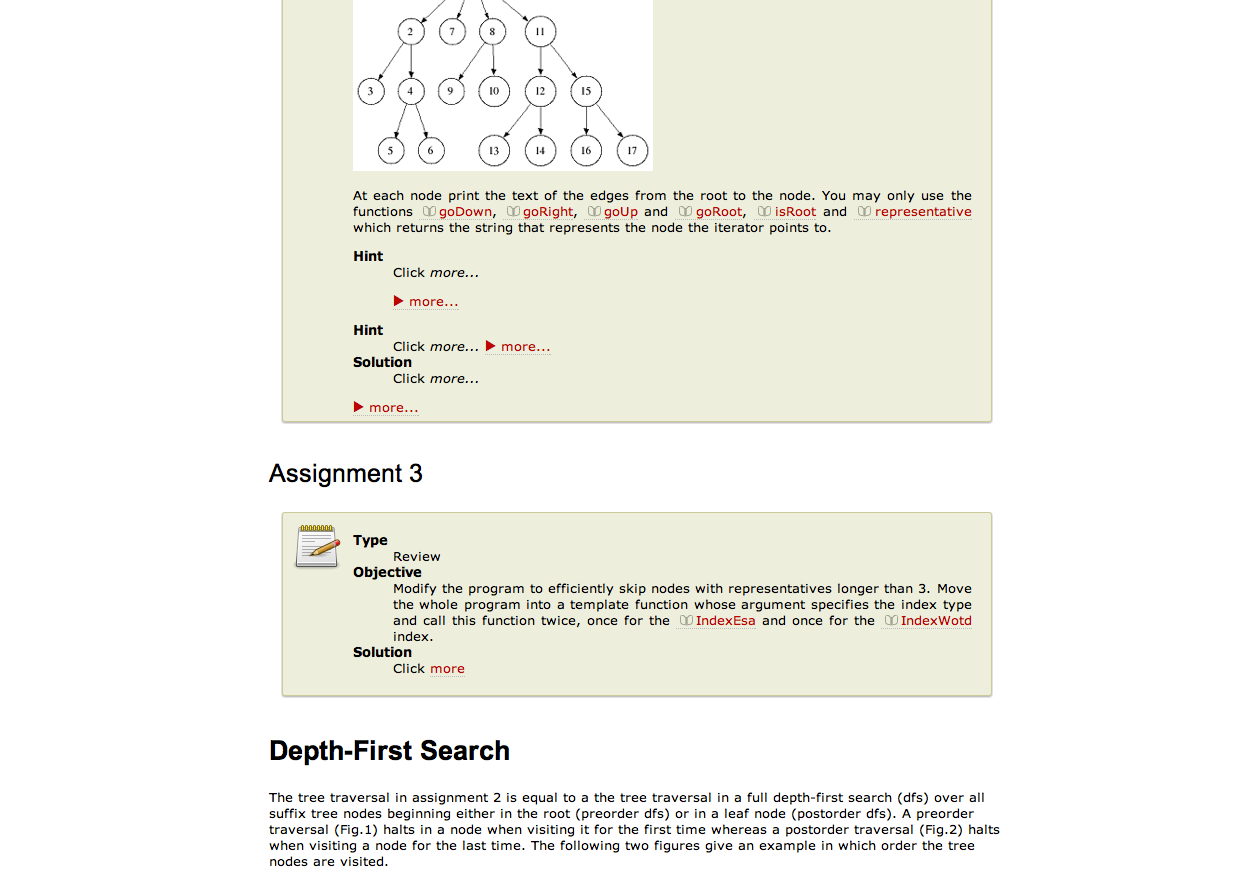 2 7 8 11
3 4 9 10 12 15
5 6 13 14 16 17
At each node print the text of the edges from the root to the node. You may only use the
functions goDown, goRight, goUp and goRoot, isRoot and representative
which returns the string that represents the node the iterator points to.
Hint
Click more...
more...
Hint
Click more... more...
Solution
Click more...
more...
Assignment 3
Type
Review
Objective
Modify the program to efficiently skip nodes with representatives longer than 3. Move
the whole program into a template function whose argument specifies the index type
and call this function twice, once for the IndexEsa and once for the IndexWotd
index.
Solution
Click more
Depth-First Search
The tree traversal in assignment 2 is equal to a the tree traversal in a full depth-first search (dfs) over all
suffix tree nodes beginning either in the root (preorder dfs) or in a leaf node (postorder dfs). A preorder
traversal (Fig.1) halts in a node when visiting it for the first time whereas a postorder traversal (Fig.2) halts
when visiting a node for the last time. The following two figures give an example in which order the tree
nodes are visited.